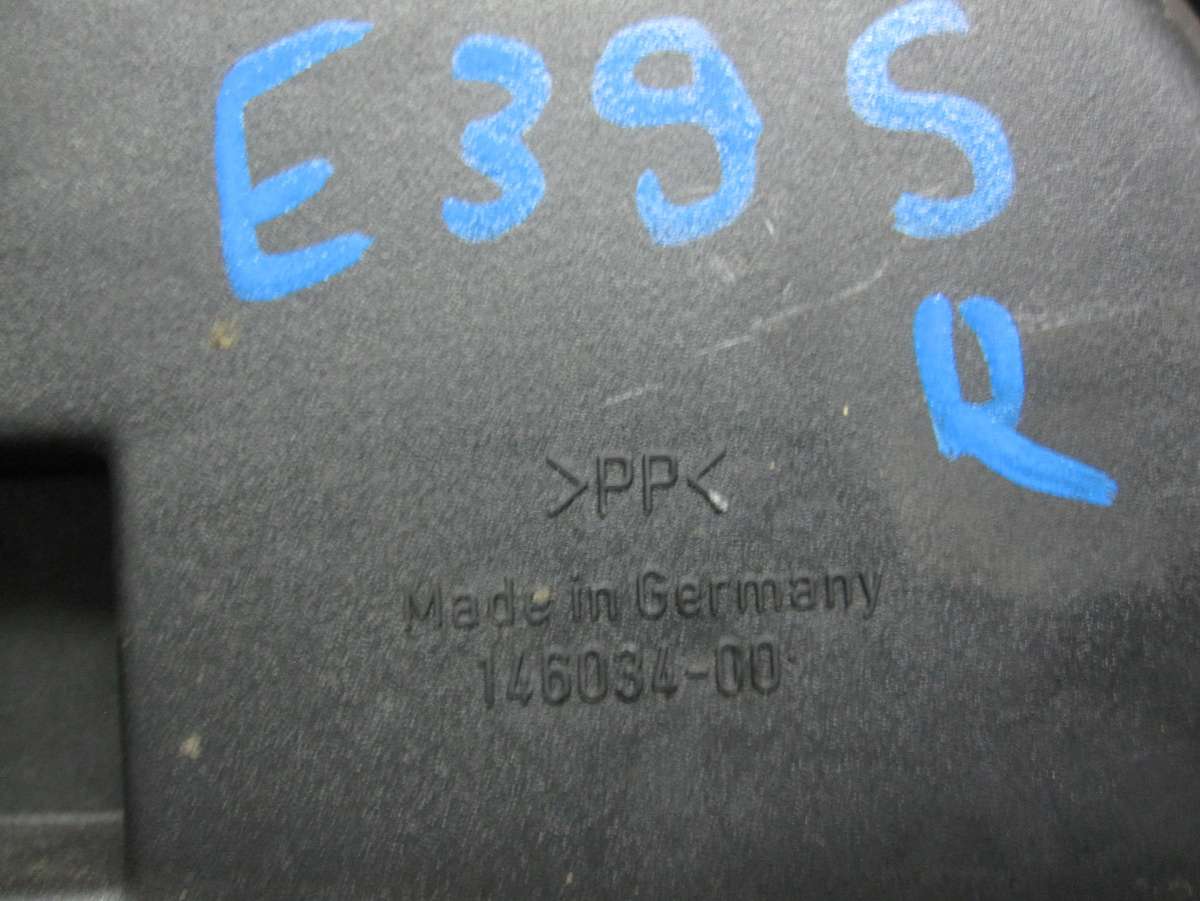 E39S
R
>PP<
Made in Germany
146034-00